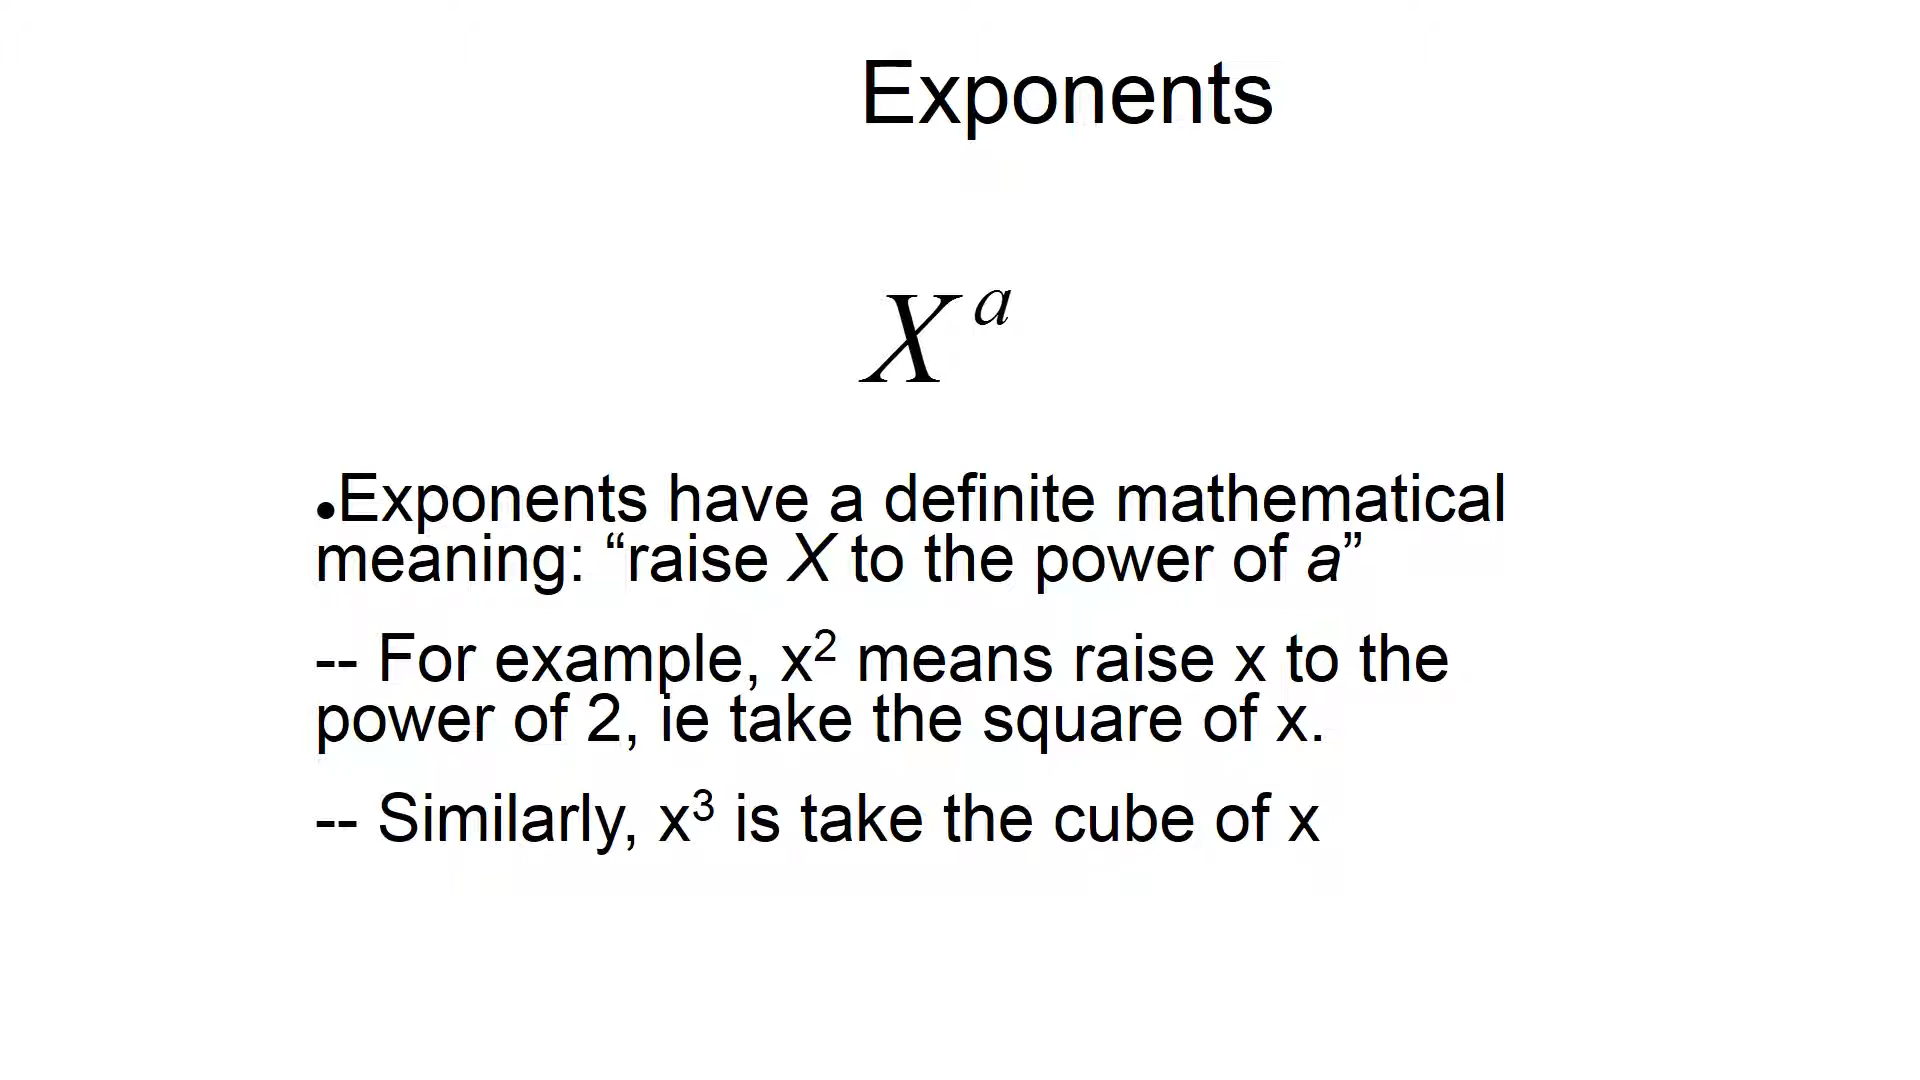 Exponents
X^a
•Exponents have a definite mathematical
meaning: “raise X to the power of a”
-- For example, x² means raise x to the
power of 2, ie take the square of x.
-- Similarly, x³ is take the cube of x